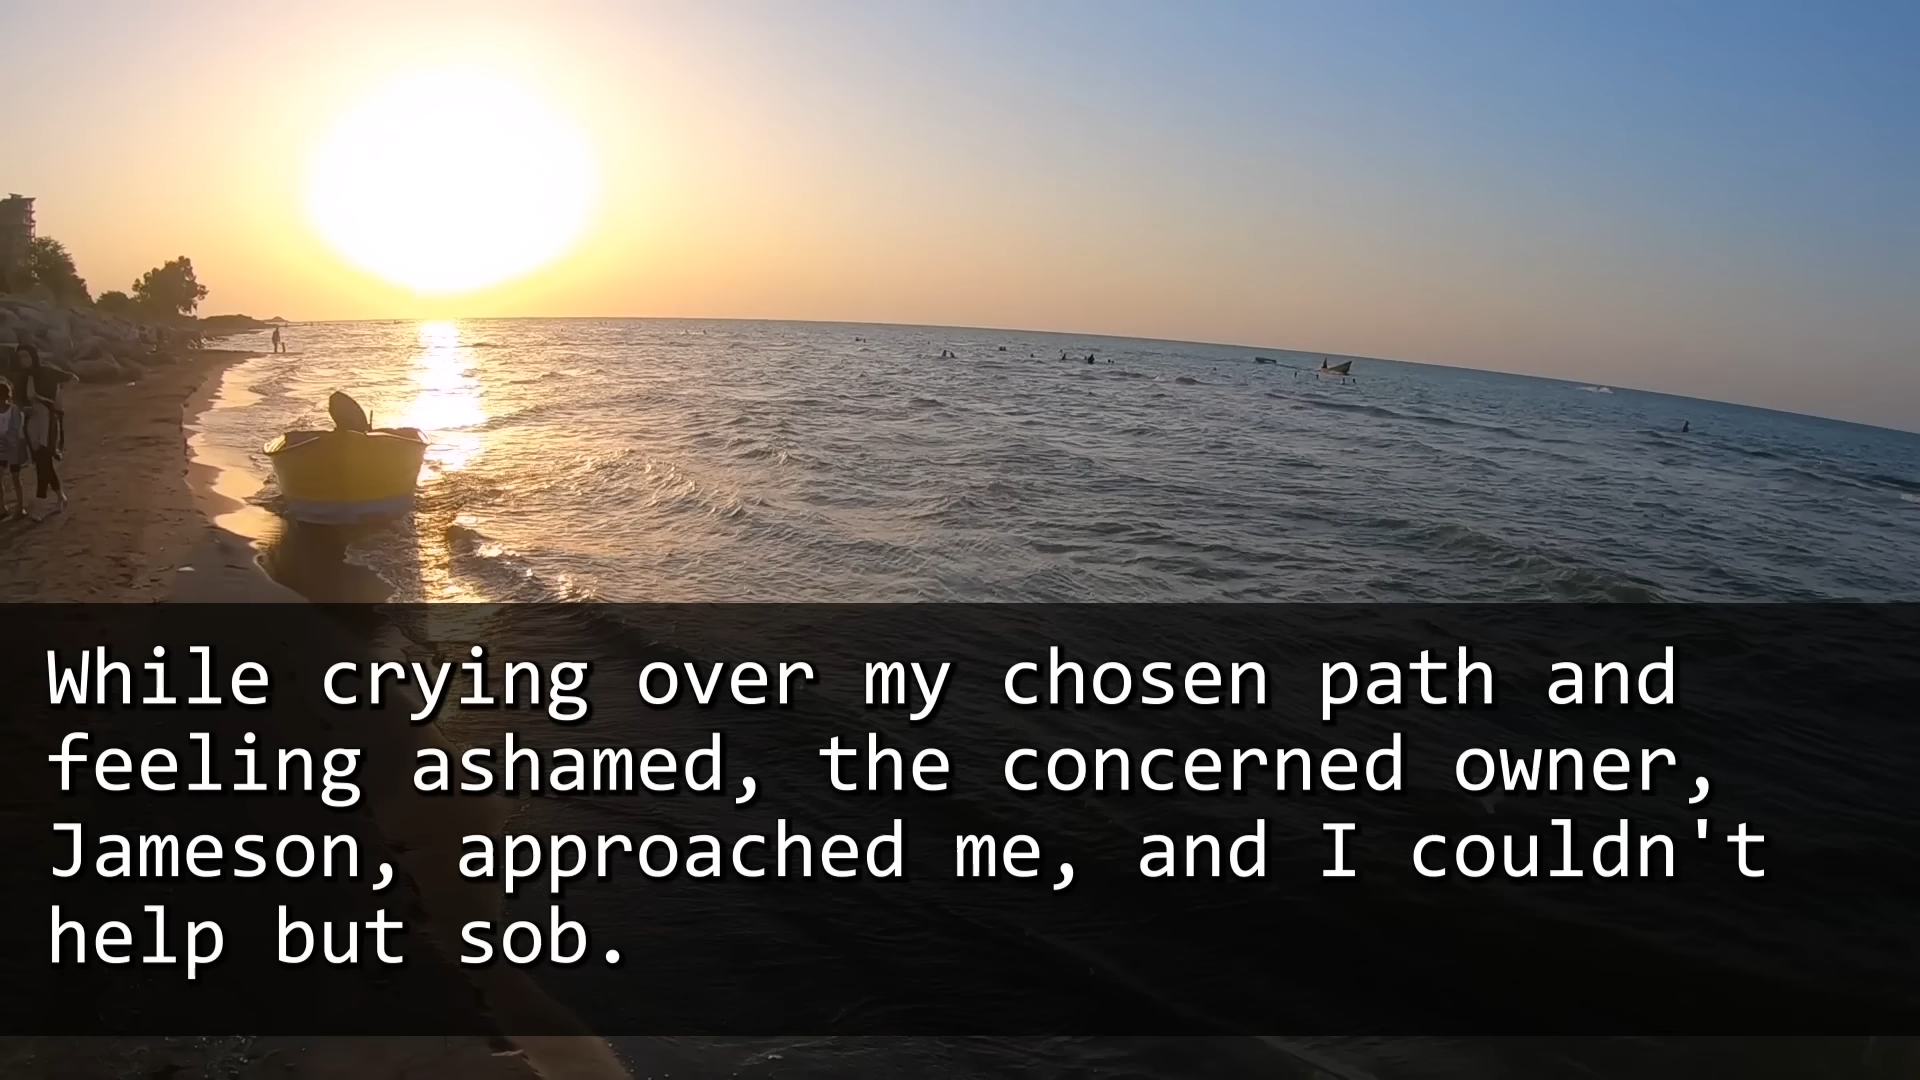 While crying over my chosen path and
feeling ashamed, the concerned owner,
Jameson, approached me, and I couldn't
help but sob.